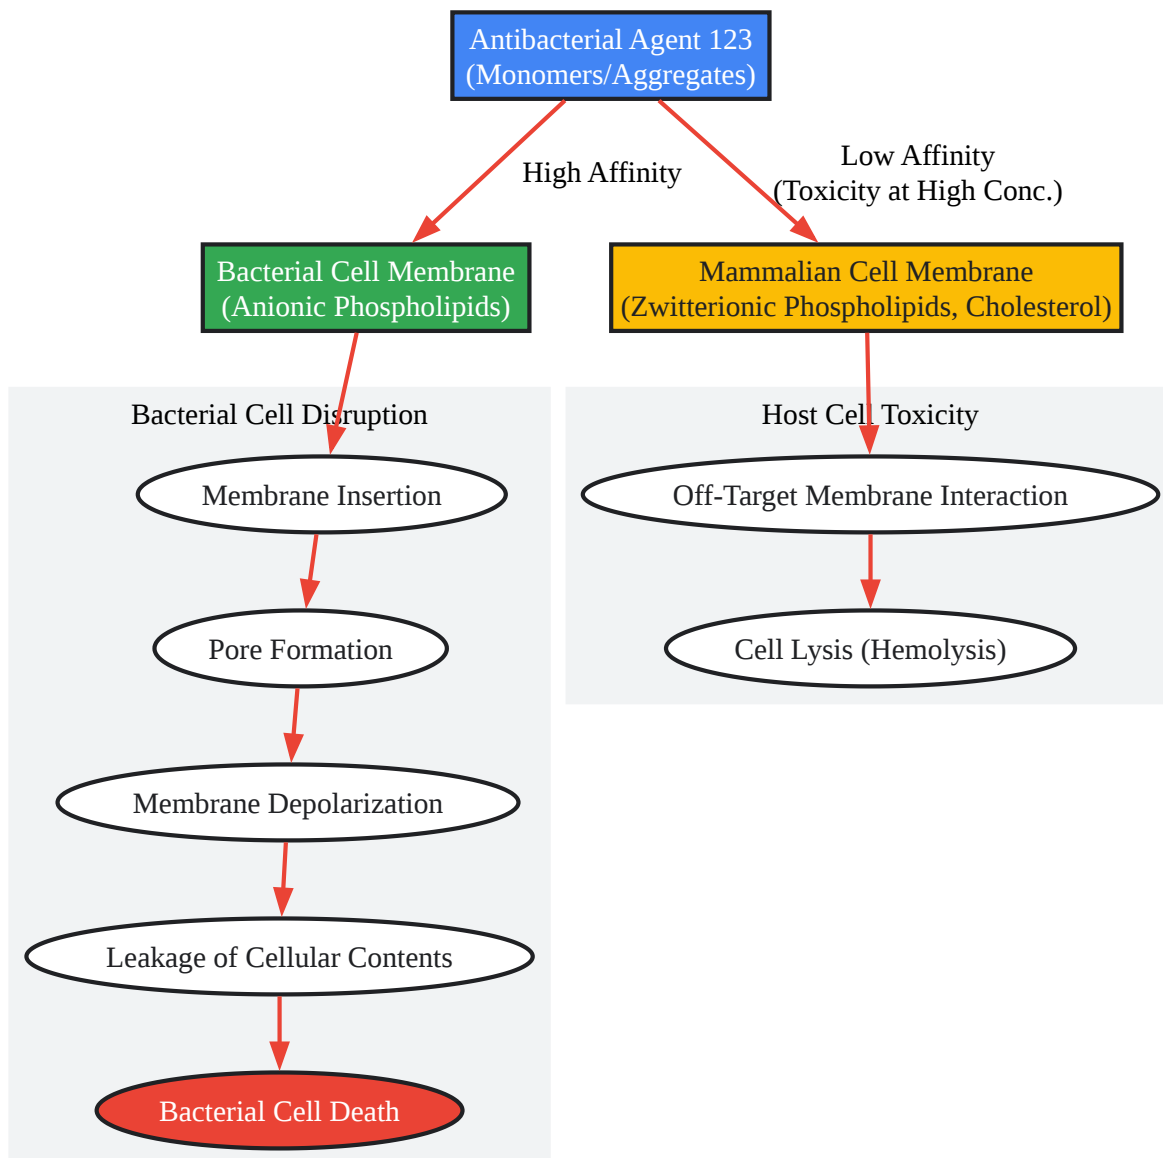 Antibacterial Agent 123
(Monomers/Aggregates)
High Affinity
Low Affinity
(Toxicity at High Conc.)
Bacterial Cell Membrane
(Anionic Phospholipids)
Mammalian Cell Membrane
(Zwitterionic Phospholipids, Cholesterol)
Bacterial Cell Disruption
Membrane Insertion
Pore Formation
Membrane Depolarization
Leakage of Cellular Contents
Bacterial Cell Death
Host Cell Toxicity
Off-Target Membrane Interaction
Cell Lysis (Hemolysis)